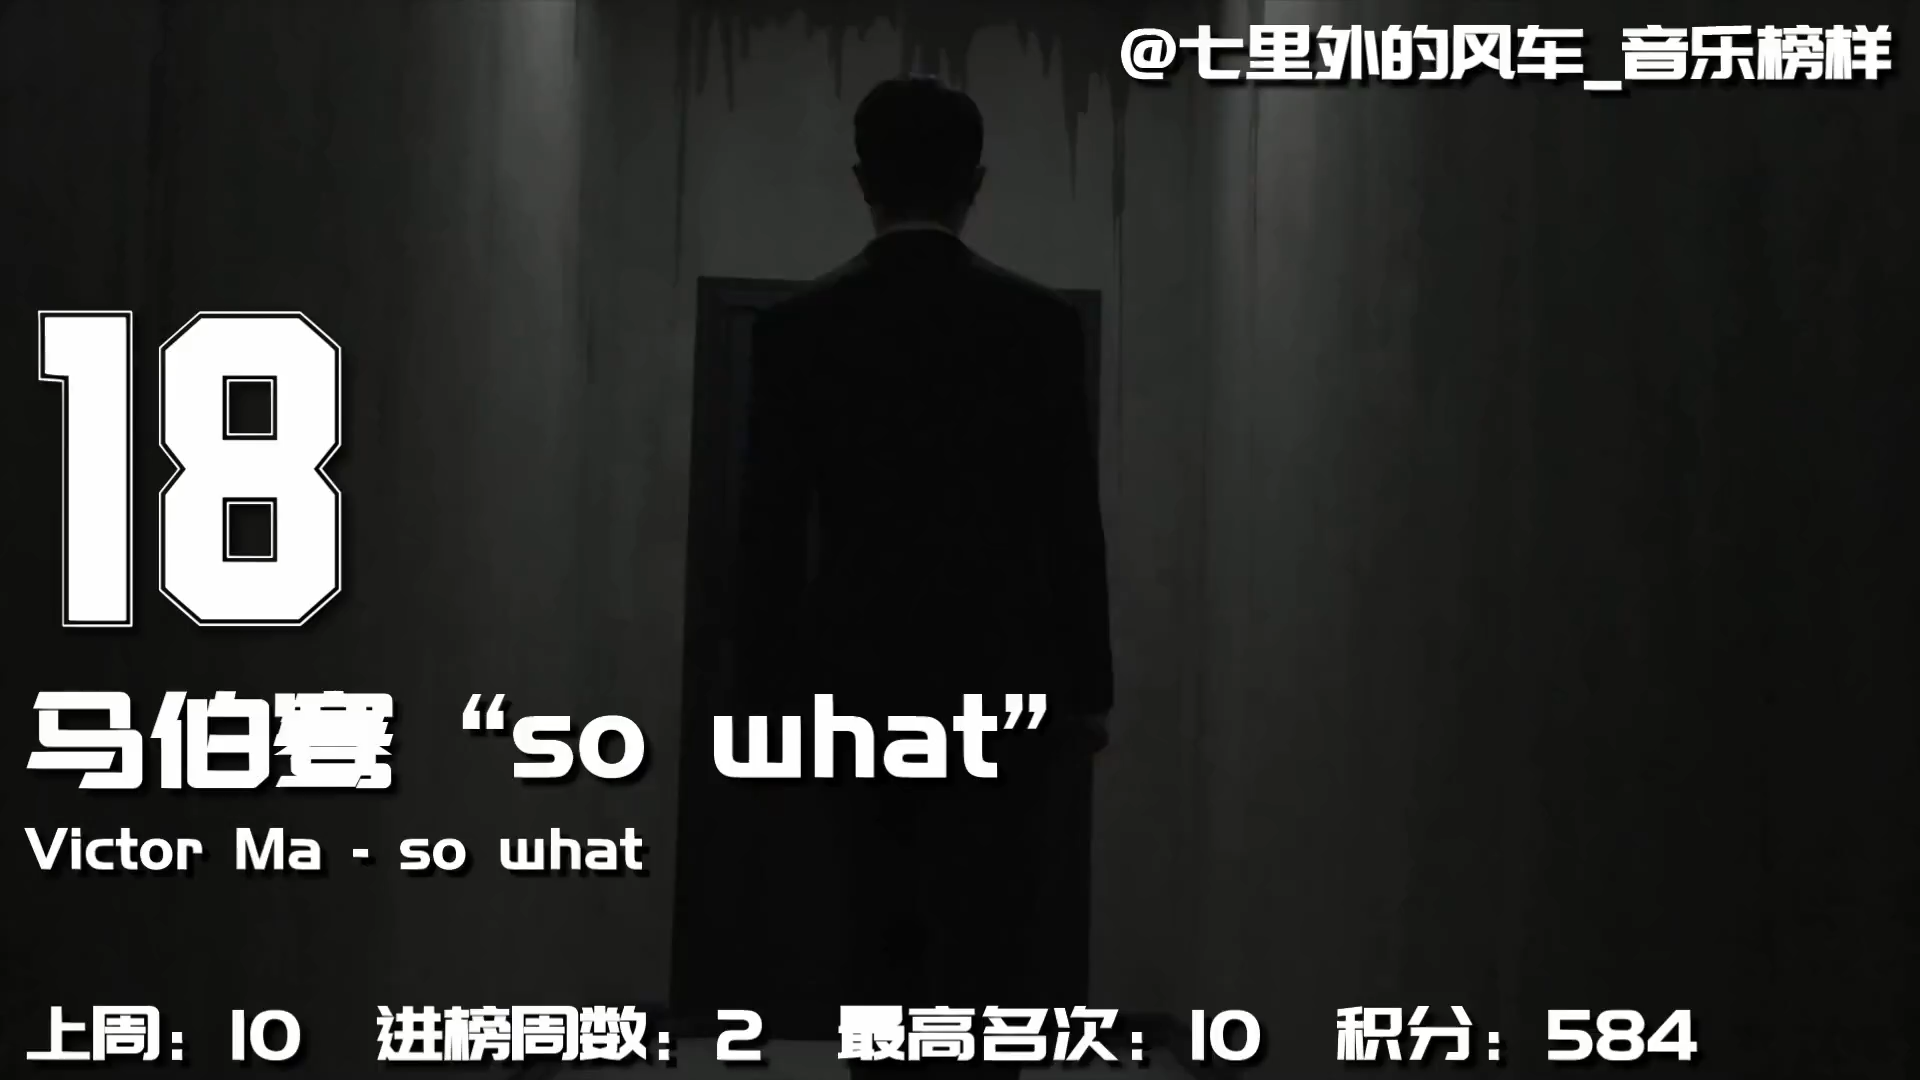 @七里外的风车_音乐榜样
18
马伯骞 “so what”
Victor Ma - so what
上周：10 进榜周数：2 最高名次：10 积分：584